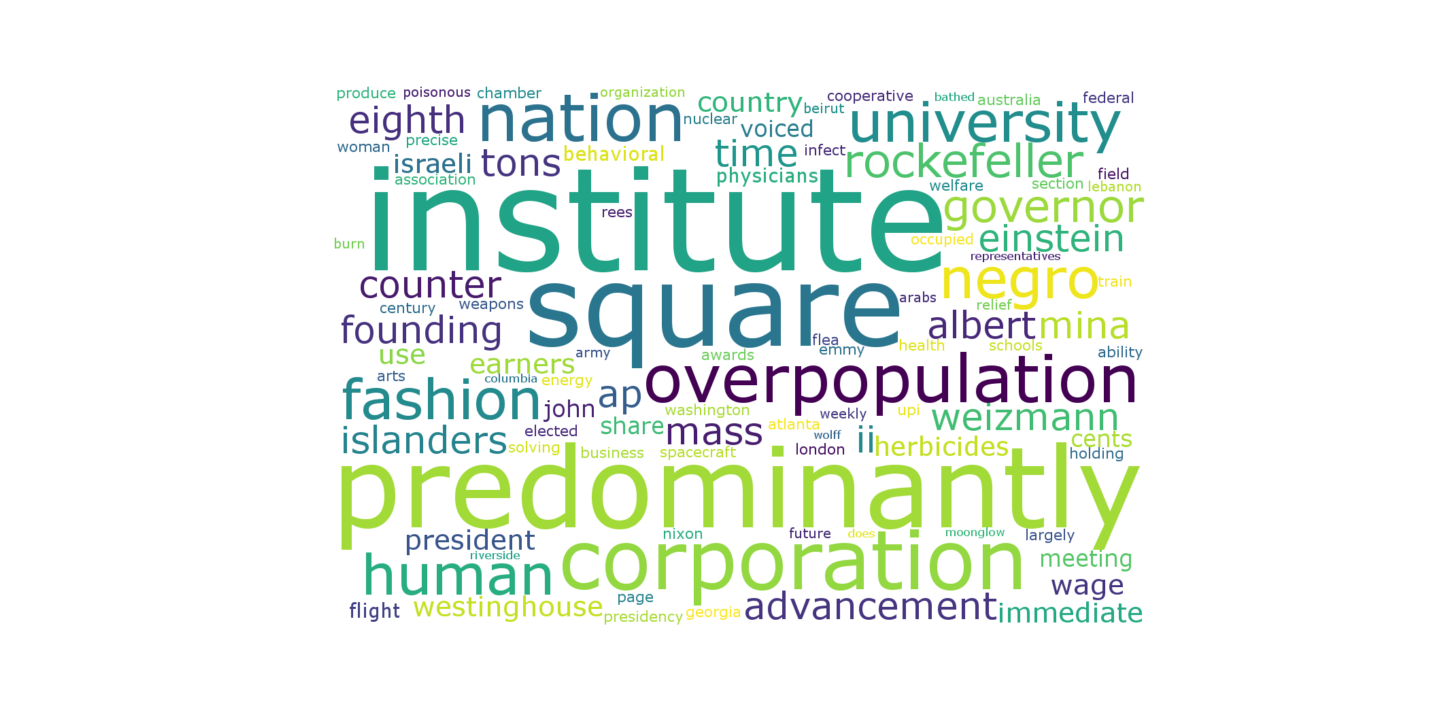 produce poisonous chamber organization country cooperative bathed australia federal
eighth nation nuclear beirut university
woman precise voiced time infect rockefeller
israeli tons behavioral physicians field
association welfare section lebanon
institute rees governor
burn occupied einstein
counter representatives
century weapons square arabs negro train
founding relief albert mina
use army flea emmy health schools ability
earners awards overpopulation
arts columbia energy
fashion john ap washington weekly upi weizmann
islanders elected share mass atlanta wolff ii cents
solving business spacecraft london herbicides holding
predominantly
president nixon future does moonglow largely
riverside corporation meeting
human wage
flight westinghouse page presidency georgia advancement immediate